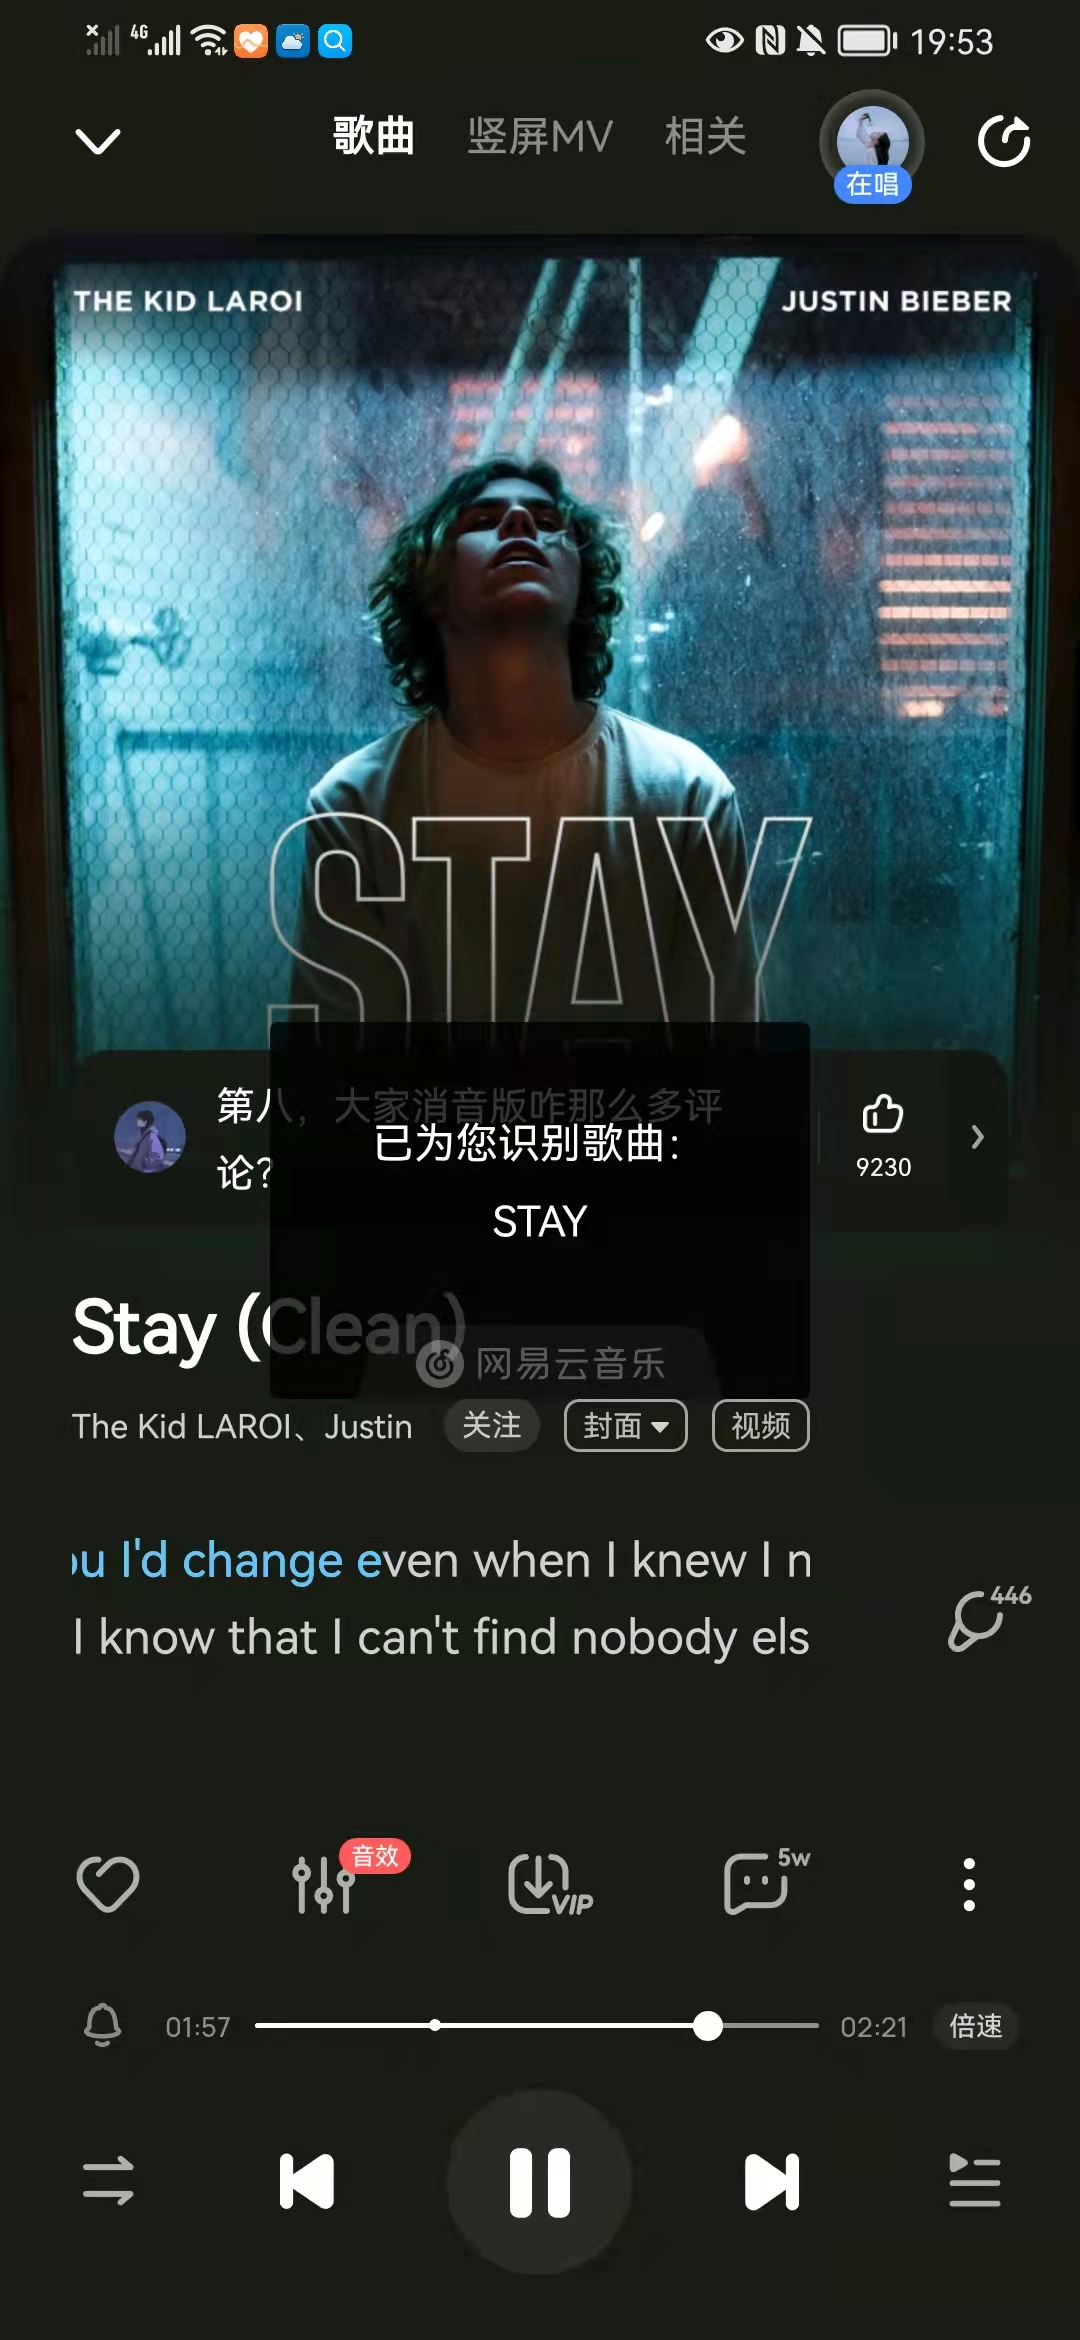 4G
19:53
歌曲 竖屏MV 相关
在唱
THE KID LAROI JUSTIN BIEBER
STAY
第八，大家消音版咋那么多评
论?
9230
已为您识别歌曲:
STAY
Stay (Clean)
网易云音乐
The Kid LAROI、Justin 关注 封面 视频
ou I'd change even when I knew I n
I know that I can't find nobody els
446
音效
VIP
5w
01:57 02:21 倍速